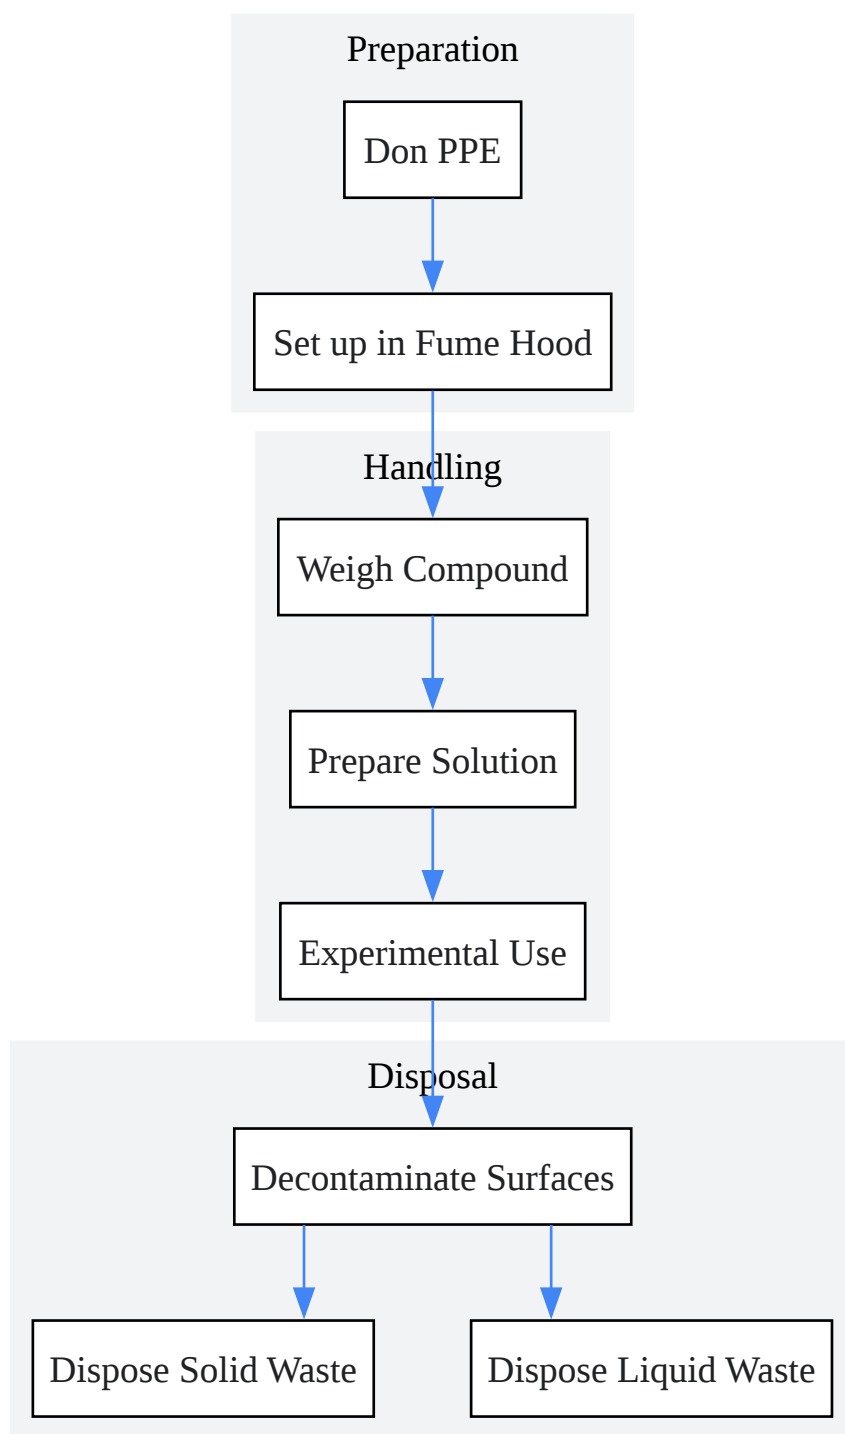 Preparation
Don PPE
Set up in Fume Hood
Handling
Weigh Compound
Prepare Solution
Experimental Use
Disposal
Decontaminate Surfaces
Dispose Solid Waste
Dispose Liquid Waste